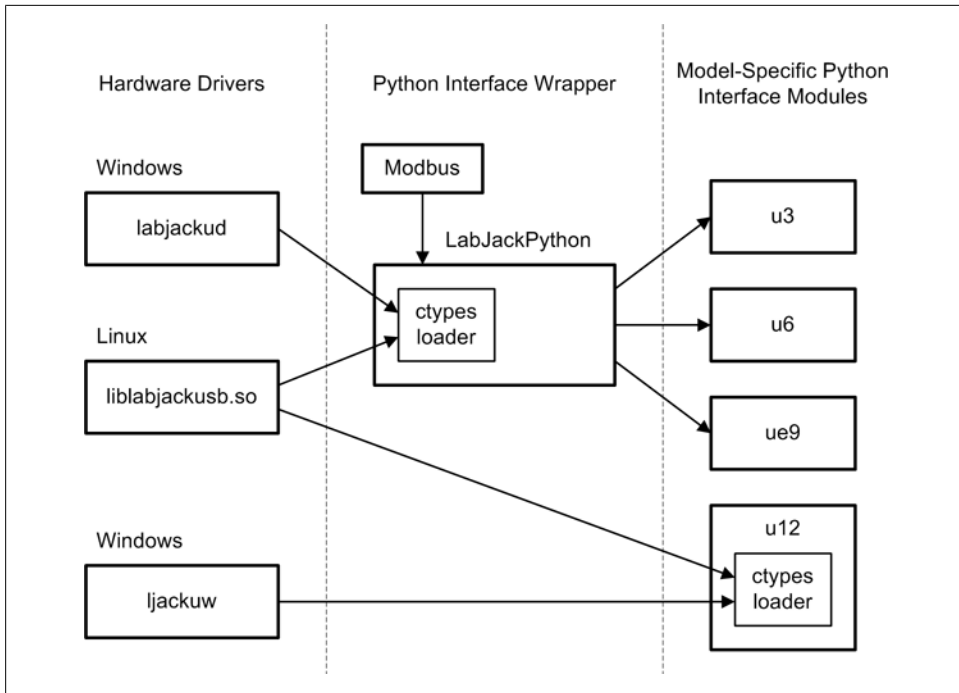 Hardware Drivers
Python Interface Wrapper
Model-Specific Python
Interface Modules
Windows
labjackud
Modbus
LabJackPython
ctypes
loader
u3
Linux
liblabjackusb.so
u6
ue9
Windows
ljackuw
u12
ctypes
loader